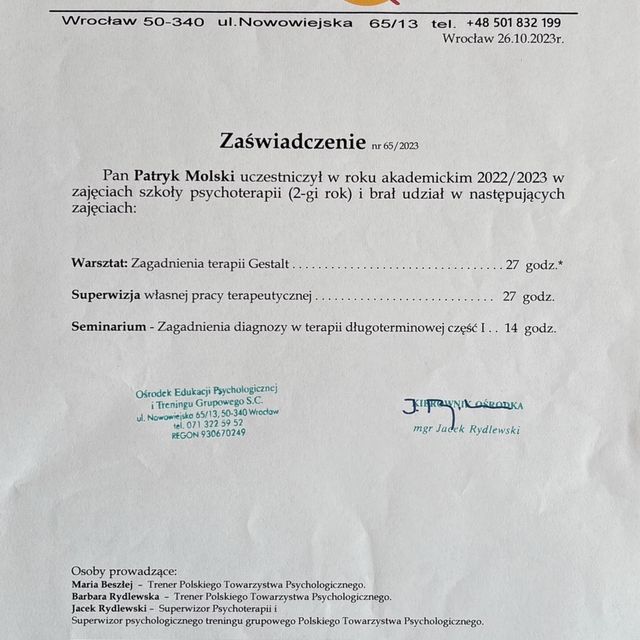 Wrocław 50-340 ul.Nowowiejska 65/13 tel. +48 501 832 199
Wrocław 26.10.2023r.
Zaświadczenie nr 65/2023
Pan Patryk Molski uczestniczył w roku akademickim 2022/2023 w
zajęciach szkoły psychoterapii (2-gi rok) i brał udział w następujących
zajęciach:
Warsztat: Zagadnienia terapii Gestalt . . . . . . . . . . . . . . . . . . . . . . . . . . . . . . . . 27 godz.*
Superwizja własnej pracy terapeutycznej . . . . . . . . . . . . . . . . . . . . . . . . . . . 27 godz.
Seminarium - Zagadnienia diagnozy w terapii długoterminowej część I . . 14 godz.
Ośrodek Edukacji Psychologicznej
i Treningu Grupowego S.C.
ul. Nowowiejska 65/13, 50-340 Wrocław
tel. 071 322 59 52
REGON 930670249
KIEROWNIK OŚRODKA
mgr Jacek Rydlewski
Osoby prowadzące:
Maria Beszłej – Trener Polskiego Towarzystwa Psychologicznego.
Barbara Rydlewska – Trener Polskiego Towarzystwa Psychologicznego.
Jacek Rydlewski – Superwizor Psychoterapii i
Superwizor psychologicznego treningu grupowego Polskiego Towarzystwa Psychologicznego.